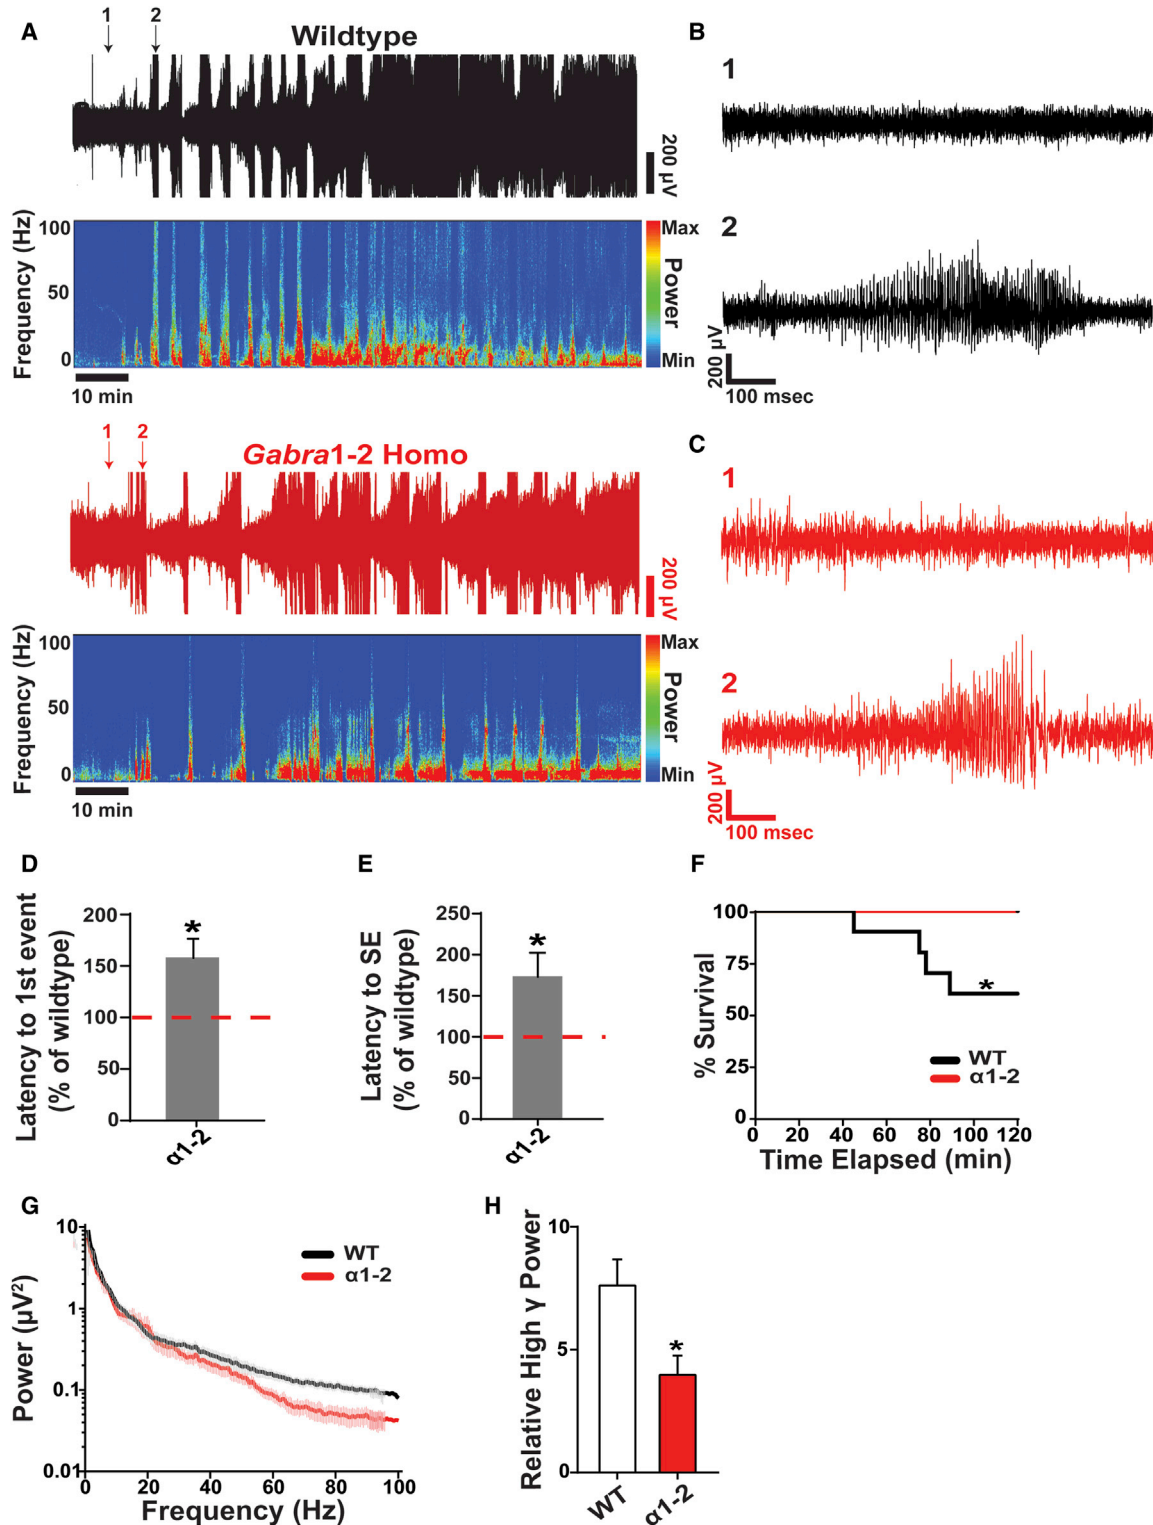 A
1 2
Wildtype
200 µV
Frequency (Hz)
100
50
0
Max
Power
Min
10 min
1 2
Gabra1-2 Homo
200 µV
Frequency (Hz)
100
50
0
Max
Power
Min
10 min
B
1
2
200 µV
100 msec
C
1
2
200 µV
100 msec
D
Latency to 1st event
(% of wildtype)
200
150
100
50
0
*
α1-2
E
Latency to SE
(% of wildtype)
250
200
150
100
50
0
*
α1-2
F
% Survival
100
75
50
25
0
*
WT
α1-2
0 20 40 60 80 100 120
Time Elapsed (min)
G
Power (µV²)
10
1
0.1
0.01
WT
α1-2
0 20 40 60 80 100
Frequency (Hz)
H
Relative High γ Power
10
5
0
*
WT
α1-2